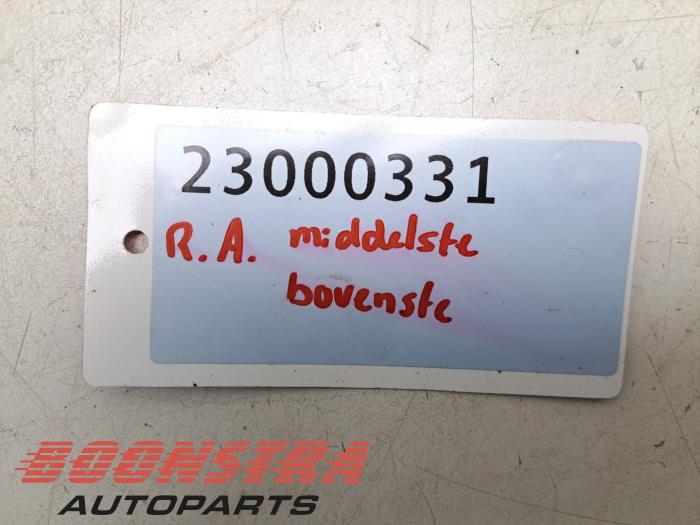 23000331
R.A. middelste
bovenste
BOONSTRA
AUTOPARTS